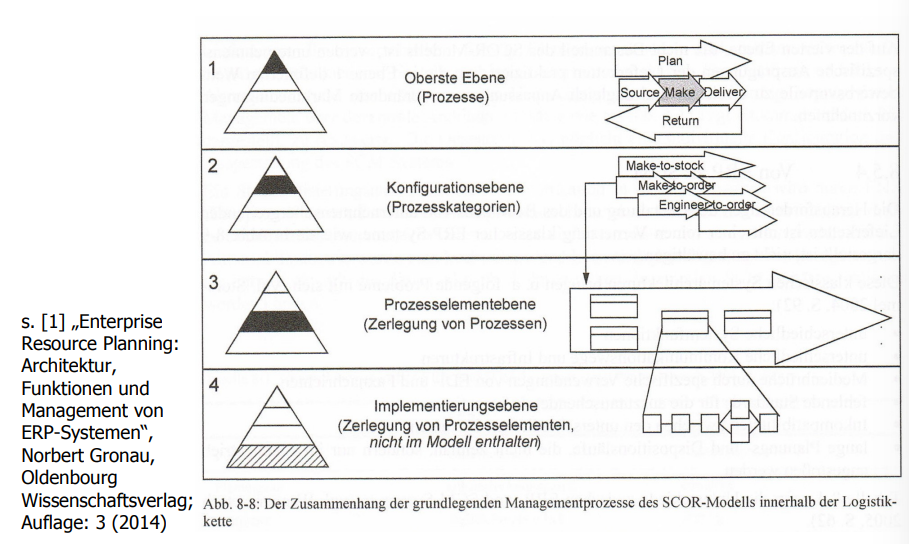 1
Oberste Ebene
(Prozesse)
Plan
Source
Make
Deliver
Return
2
Konfigurationsebene
(Prozesskategorien)
Make-to-stock
Make-to-order
Engineer-to-order
3
Prozesselementebene
(Zerlegung von Prozessen)
4
Implementierungsebene
(Zerlegung von Prozesselementen,
nicht im Modell enthalten)
Abb. 8-8: Der Zusammenhang der grundlegenden Managementprozesse des SCOR-Modells innerhalb der Logistik-
kette
s. [1] „Enterprise
Resource Planning:
Architektur,
Funktionen und
Management von
ERP-Systemen“,
Norbert Gronau,
Oldenbourg
Wissenschaftsverlag;
Auflage: 3 (2014)